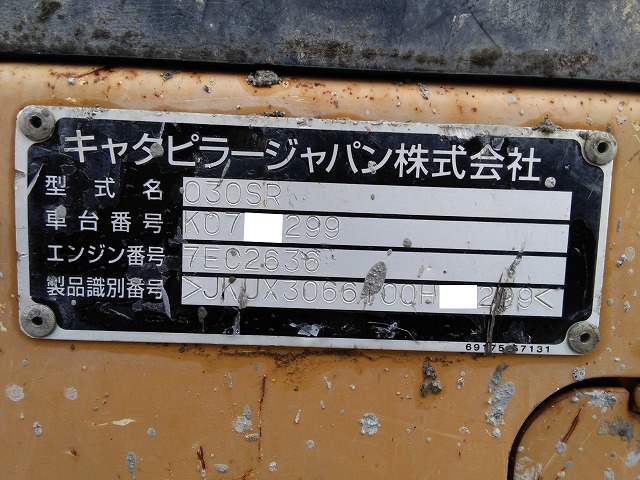 キャタピラージャパン株式会社
型式名 030SR
車台番号 K07 299
エンジン番号 7EC2636
製品識別番号 >JKUX3066 00H 299<
69175-67131